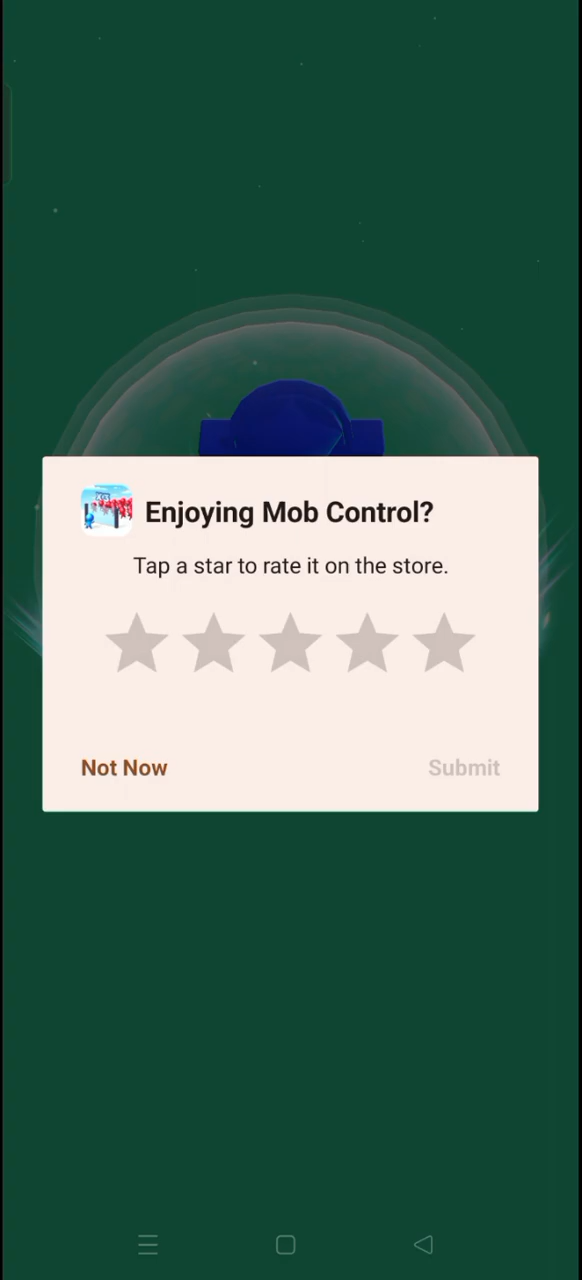 Enjoying Mob Control?
Tap a star to rate it on the store.
Not Now
Submit